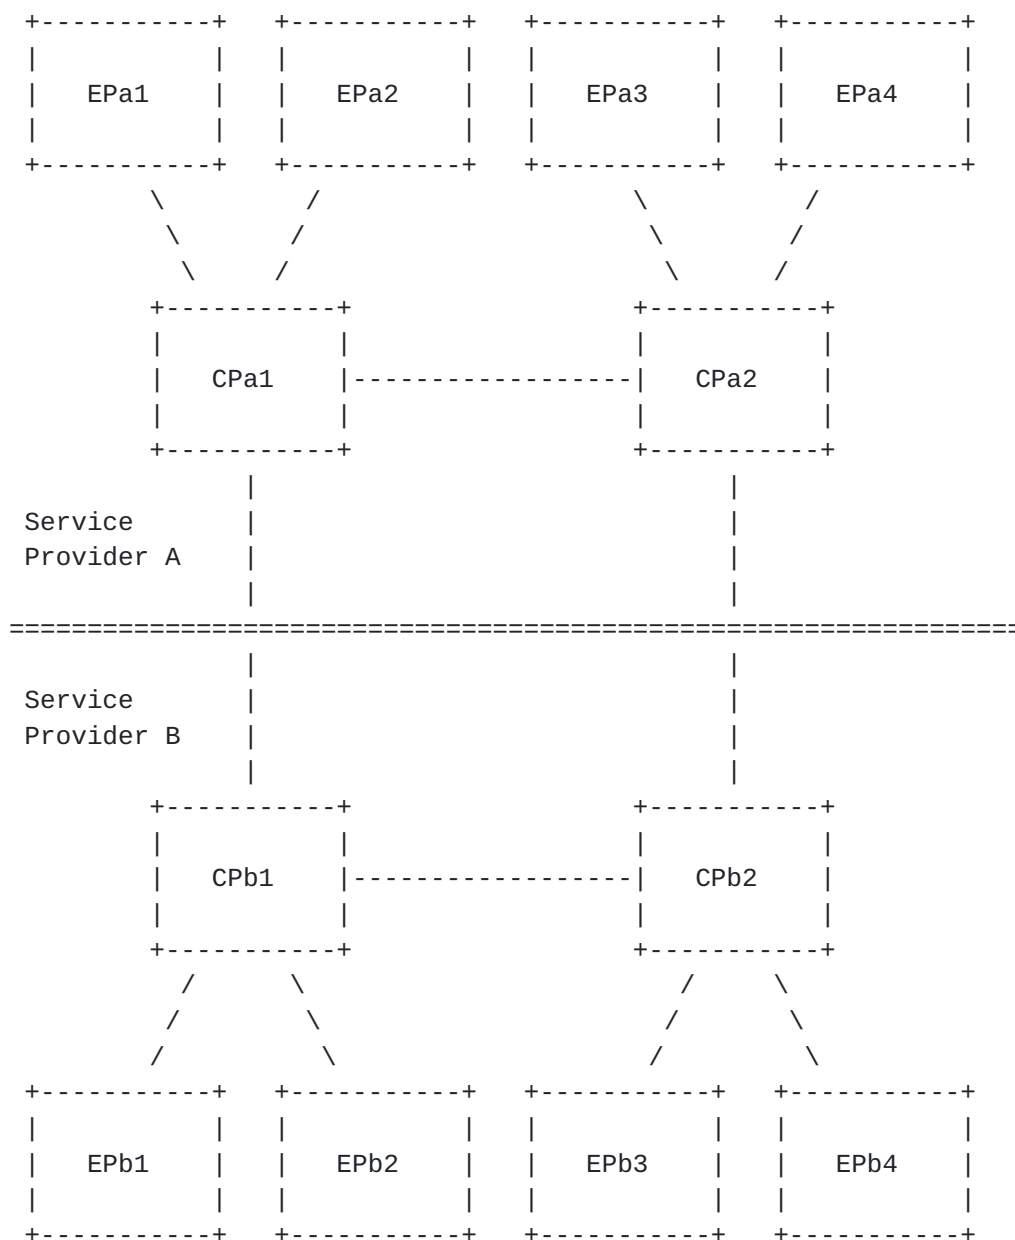 EPa1 EPa2 EPa3 EPa4
CPa1 CPa2
Service
Provider A
Service
Provider B
CPb1 CPb2
EPb1 EPb2 EPb3 EPb4